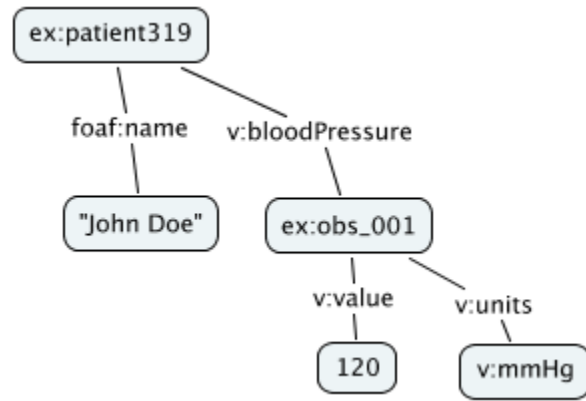 ex:patient319
foaf:name
v:bloodPressure
"John Doe"
ex:obs_001
v:value
v:units
120
v:mmHg